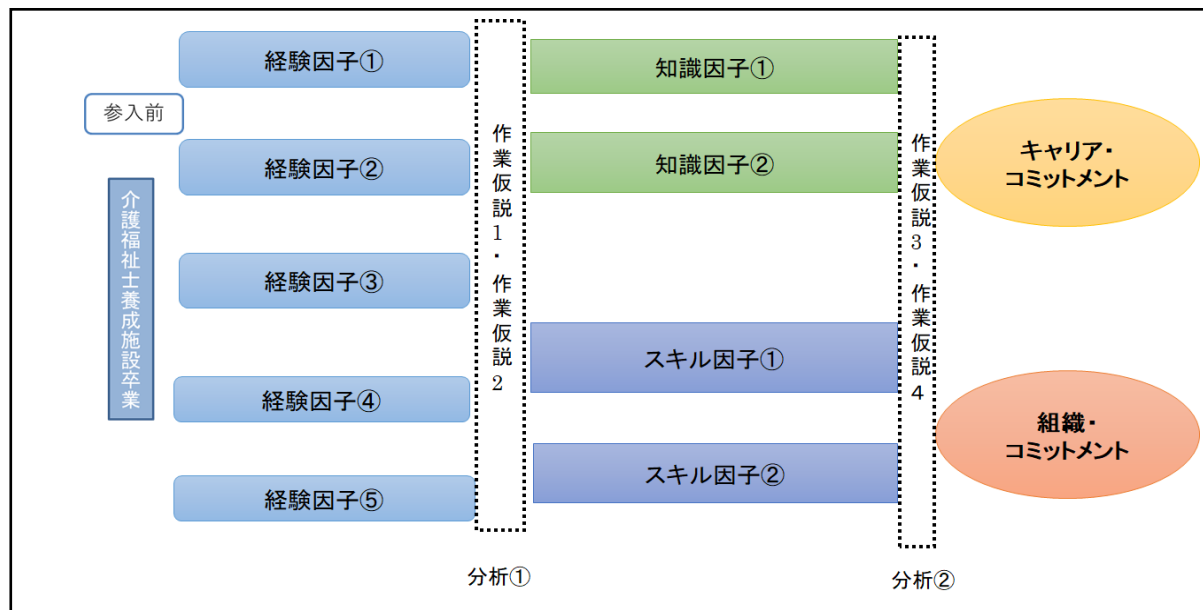 参入前
介護福祉士養成施設卒業
経験因子①
経験因子②
経験因子③
経験因子④
経験因子⑤
作業仮説1・作業仮説2
分析①
知識因子①
知識因子②
スキル因子①
スキル因子②
作業仮説3・作業仮説4
分析②
キャリア・
コミットメント
組織・
コミットメント